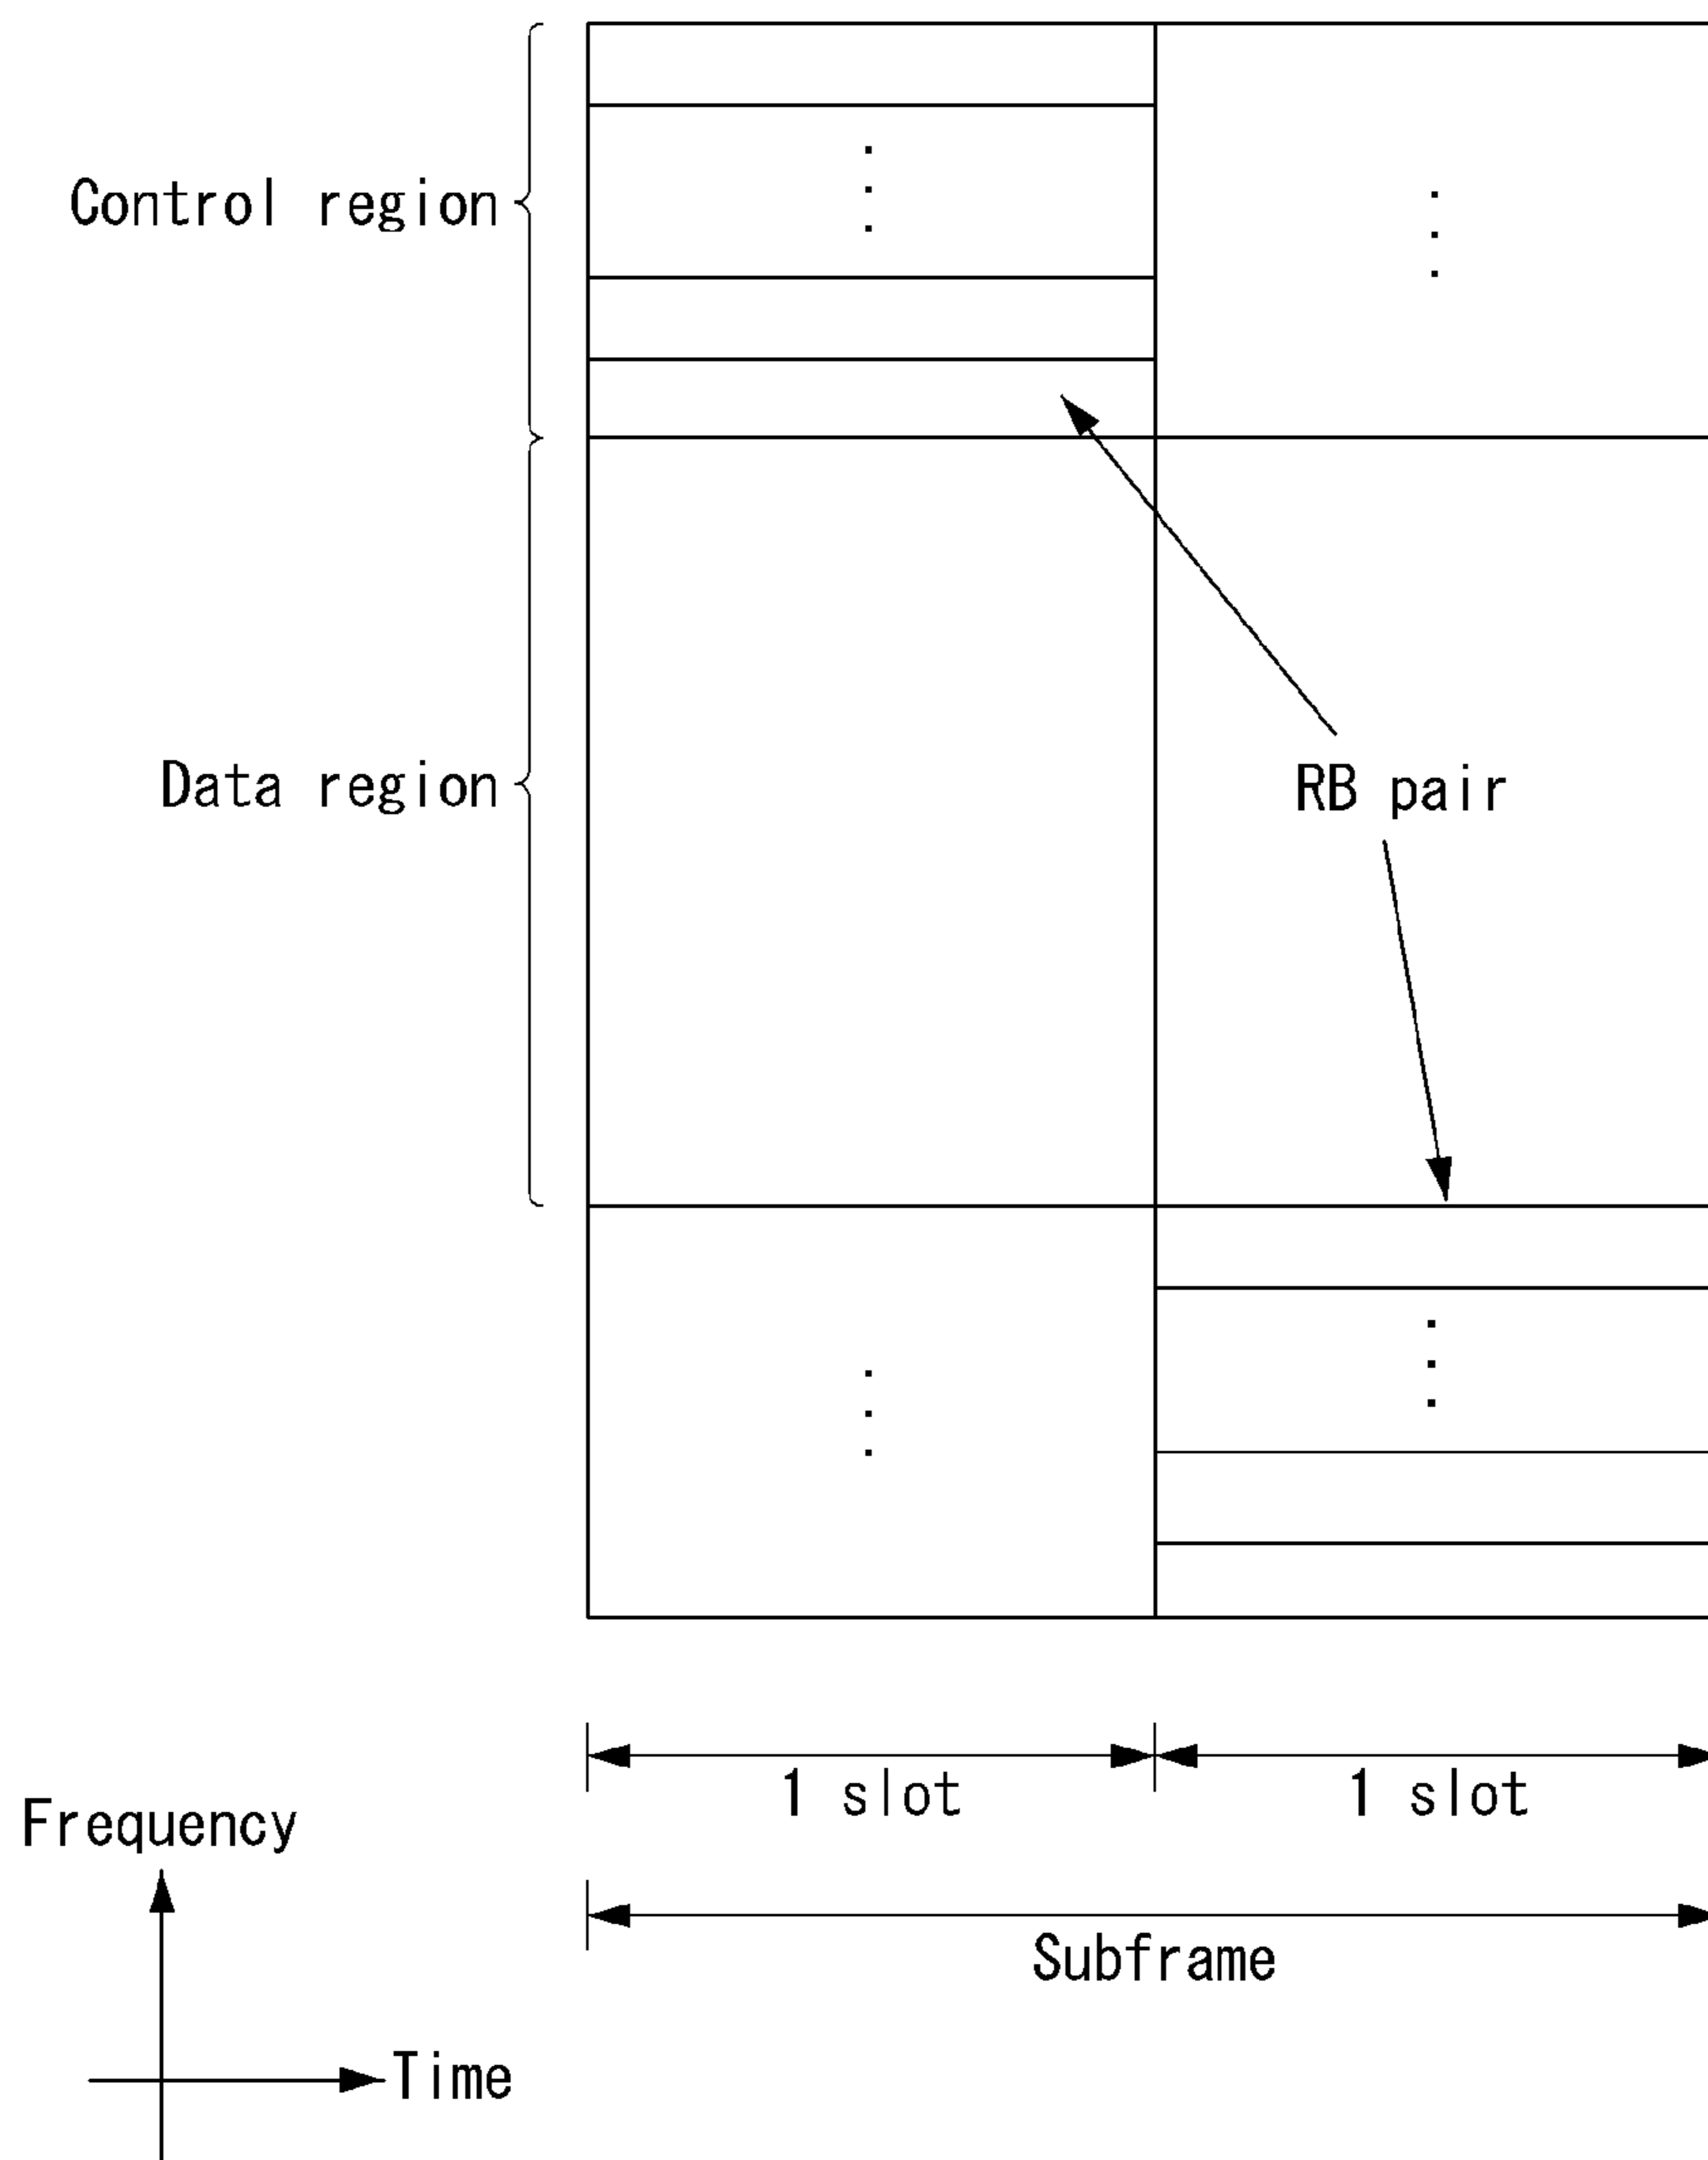 Control region
Data region
RB pair
1 slot
1 slot
Frequency
Subframe
Time